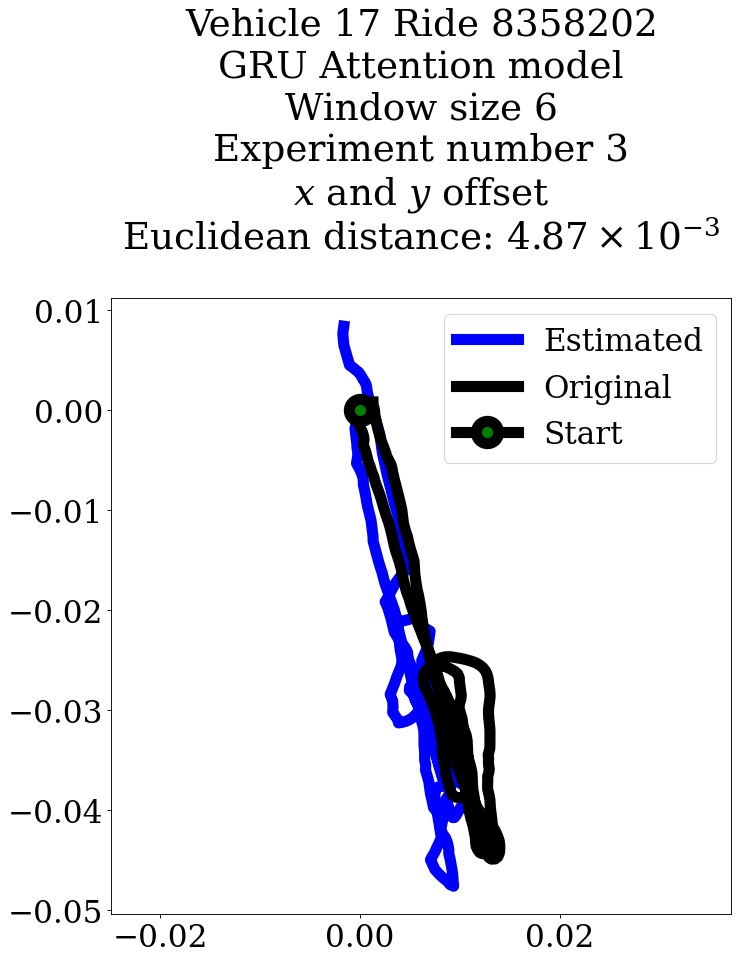 Vehicle 17 Ride 8358202
GRU Attention model
Window size 6
Experiment number 3
x and y offset
Euclidean distance: 4.87 × 10⁻³
0.01
0.00
−0.01
−0.02
−0.03
−0.04
−0.05
Estimated
Original
Start
−0.02
0.00
0.02